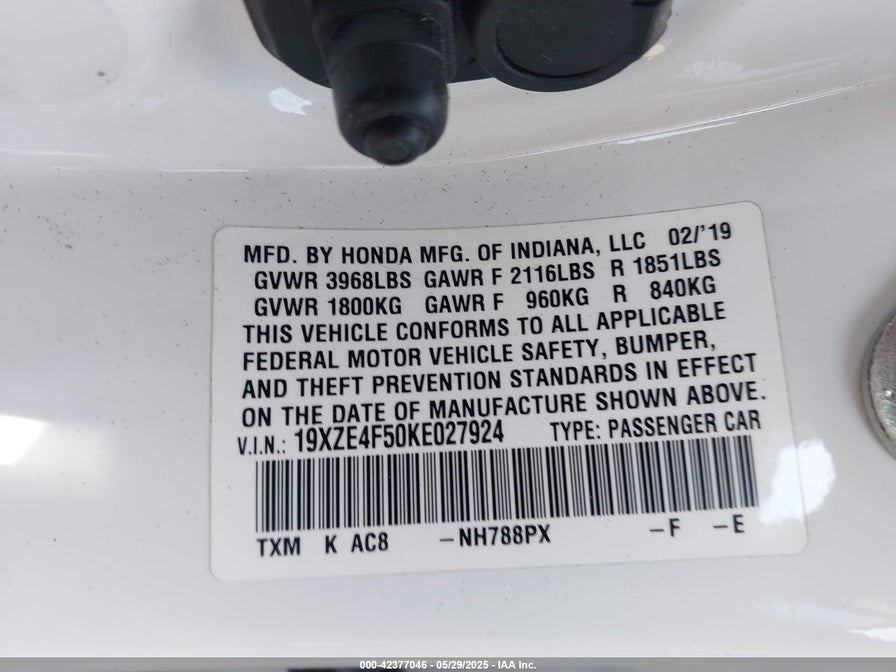 MFD. BY HONDA MFG. OF INDIANA, LLC 02/'19
GVWR 3968LBS GAWR F 2116LBS R 1851LBS
GVWR 1800KG GAWR F 960KG R 840KG
THIS VEHICLE CONFORMS TO ALL APPLICABLE
FEDERAL MOTOR VEHICLE SAFETY, BUMPER,
AND THEFT PREVENTION STANDARDS IN EFFECT
ON THE DATE OF MANUFACTURE SHOWN ABOVE.
V.I.N.: 19XZE4F50KE027924 TYPE: PASSENGER CAR
TXM K AC8 -NH788PX -F -E
000-42377046 - 05/29/2025 - IAA Inc.